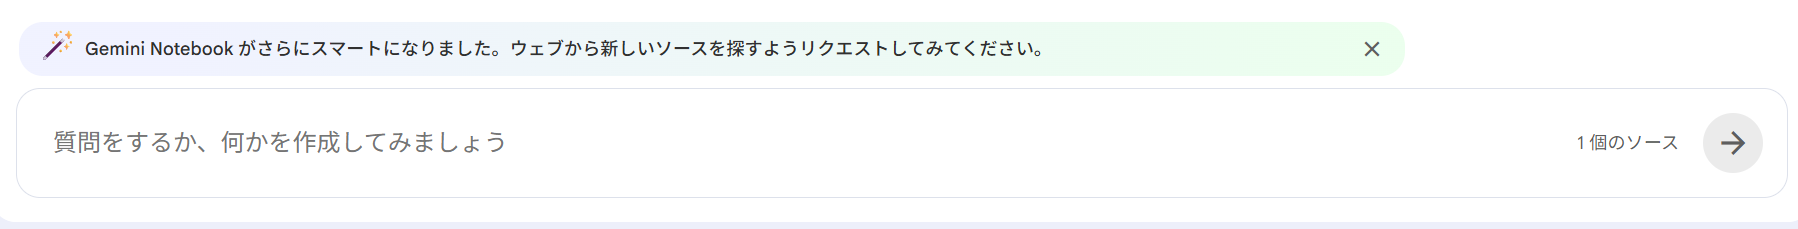 Gemini Notebook がさらにスマートになりました。ウェブから新しいソースを探すようリクエストしてみてください。
質問をするか、何かを作成してみましょう
1 個のソース